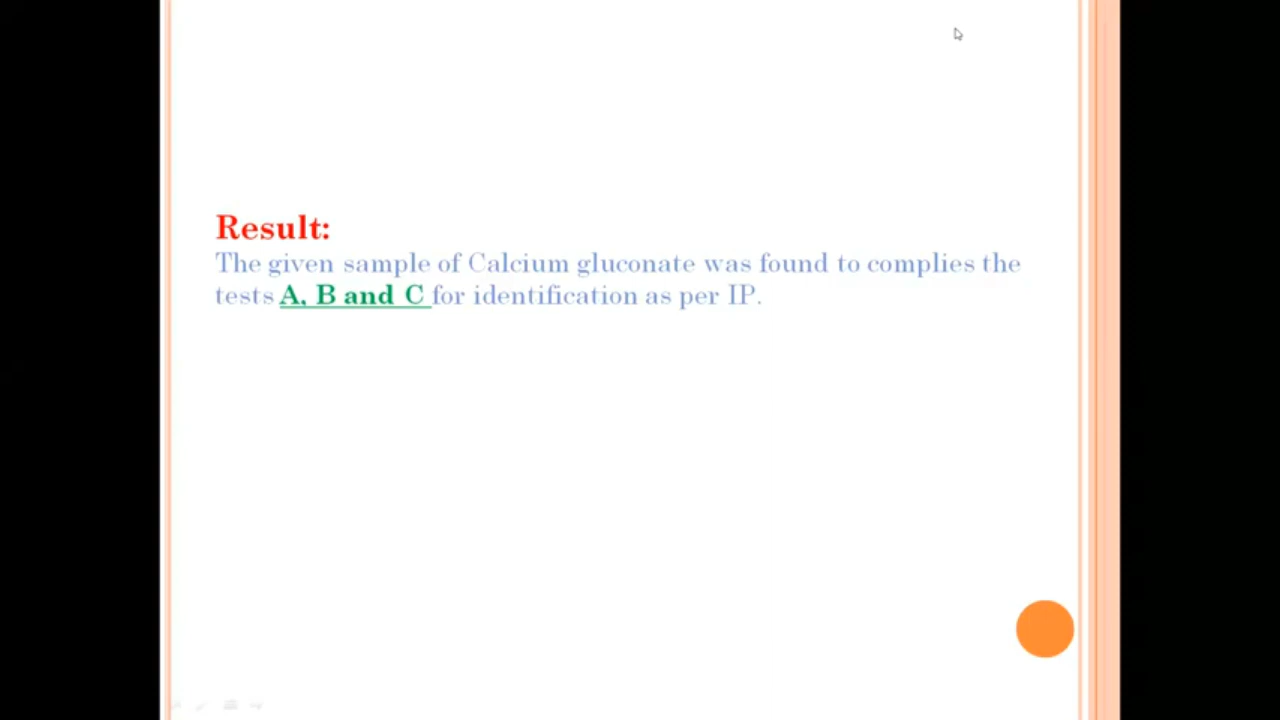 Result:
The given sample of Calcium gluconate was found to complies the
tests A, B and C for identification as per IP.